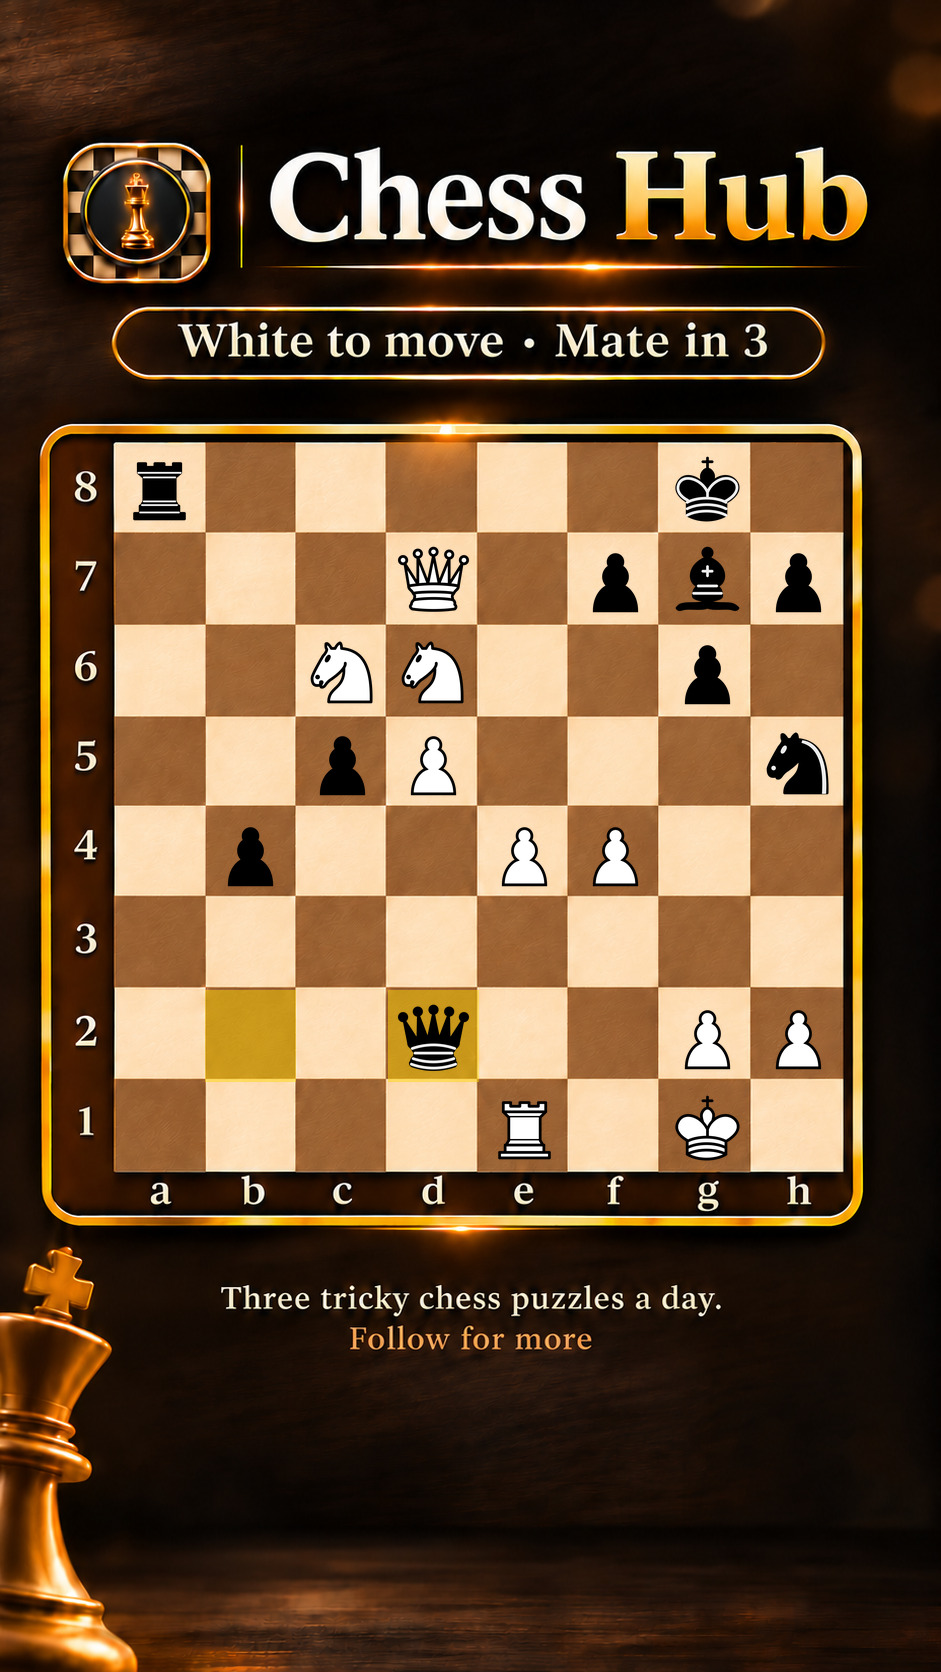 Chess Hub
White to move • Mate in 3
8
7
6
5
4
3
2
1
a b c d e f g h
Three tricky chess puzzles a day.
Follow for more